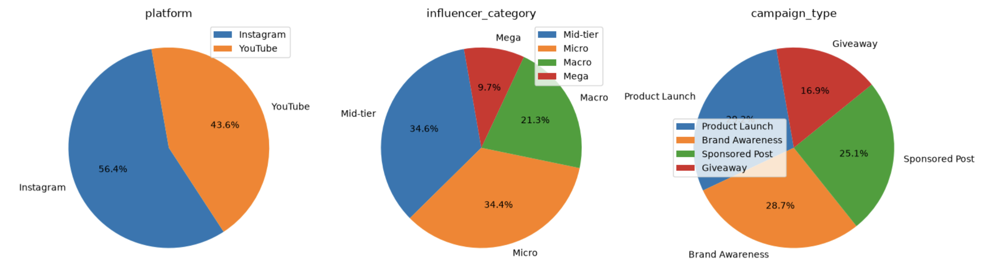 platform
Instagram
YouTube
YouTube
43.6%
56.4%
Instagram
influencer_category
Mega
Mid-tier
Micro
Macro
Mega
9.7%
Macro
Mid-tier
21.3%
34.6%
34.4%
Micro
campaign_type
Giveaway
16.9%
Product Launch
29.2%
Product Launch
Brand Awareness
Sponsored Post
Giveaway
25.1%
Sponsored Post
28.7%
Brand Awareness